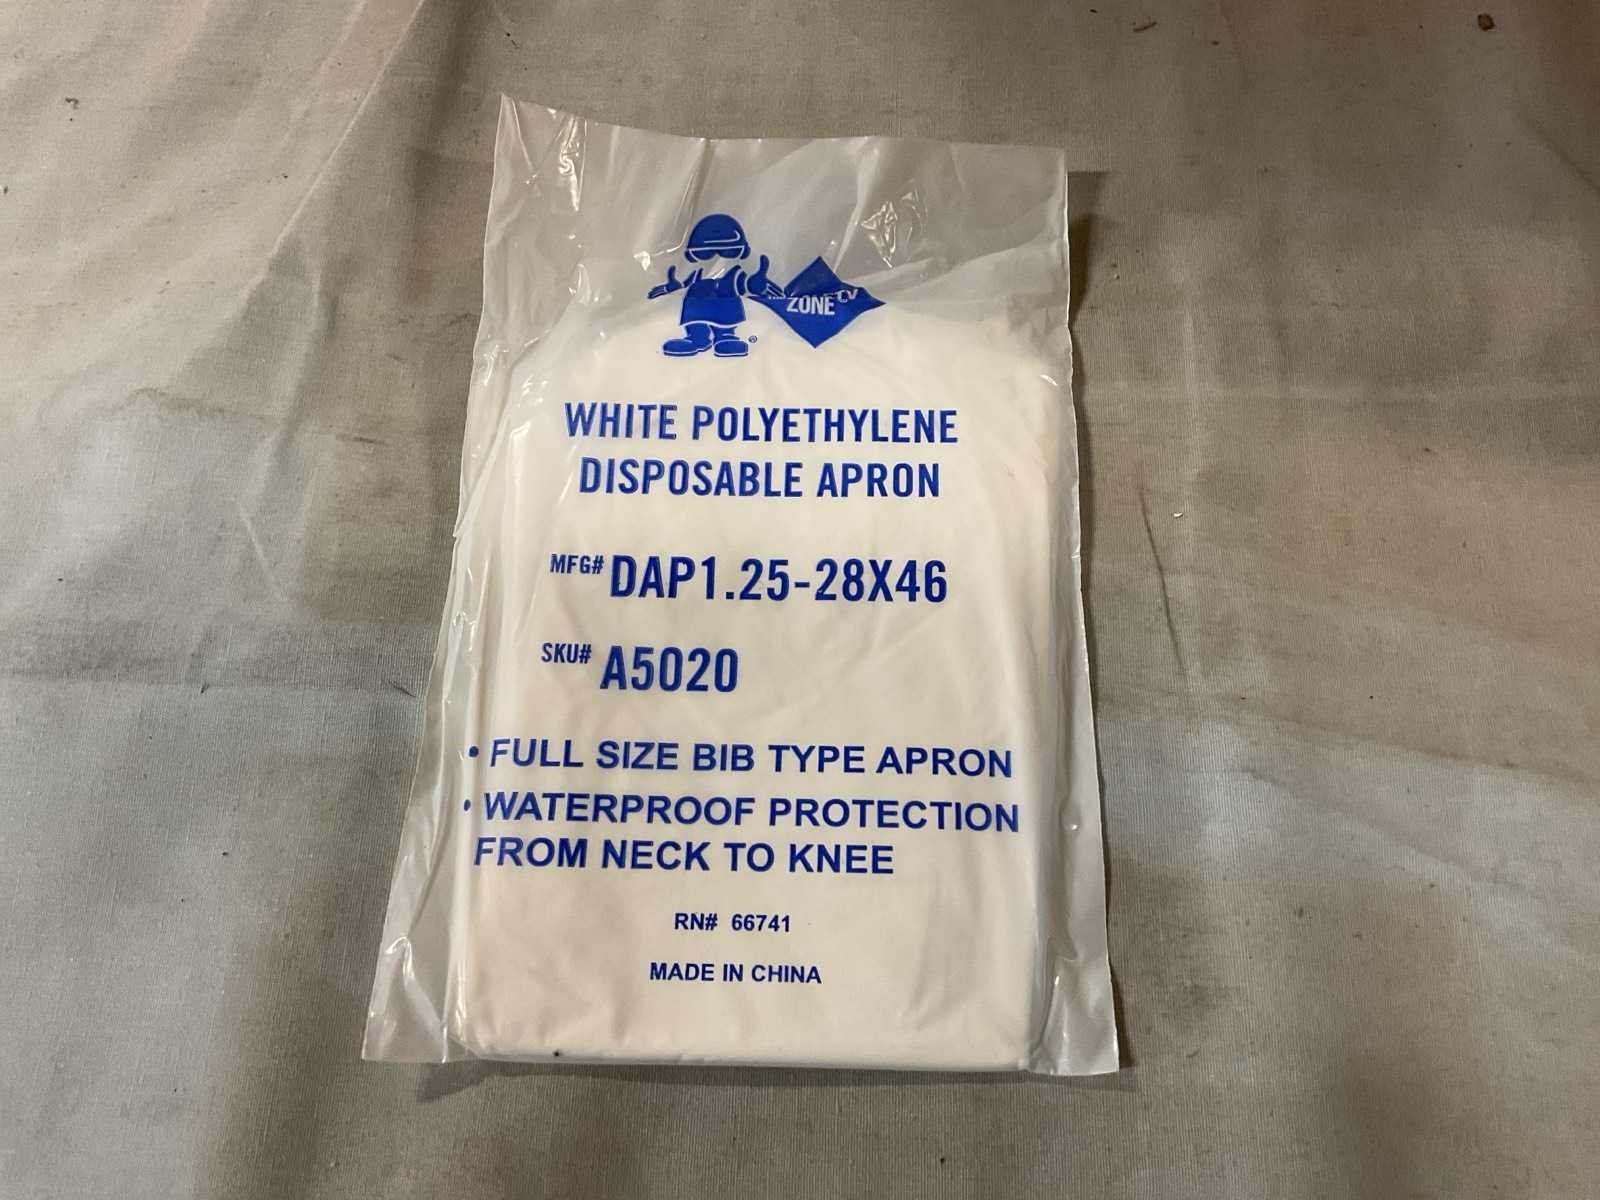 ZONE
®
WHITE POLYETHYLENE
DISPOSABLE APRON
MFG# DAP1.25-28X46
SKU# A5020
• FULL SIZE BIB TYPE APRON
• WATERPROOF PROTECTION
FROM NECK TO KNEE
RN# 66741
MADE IN CHINA